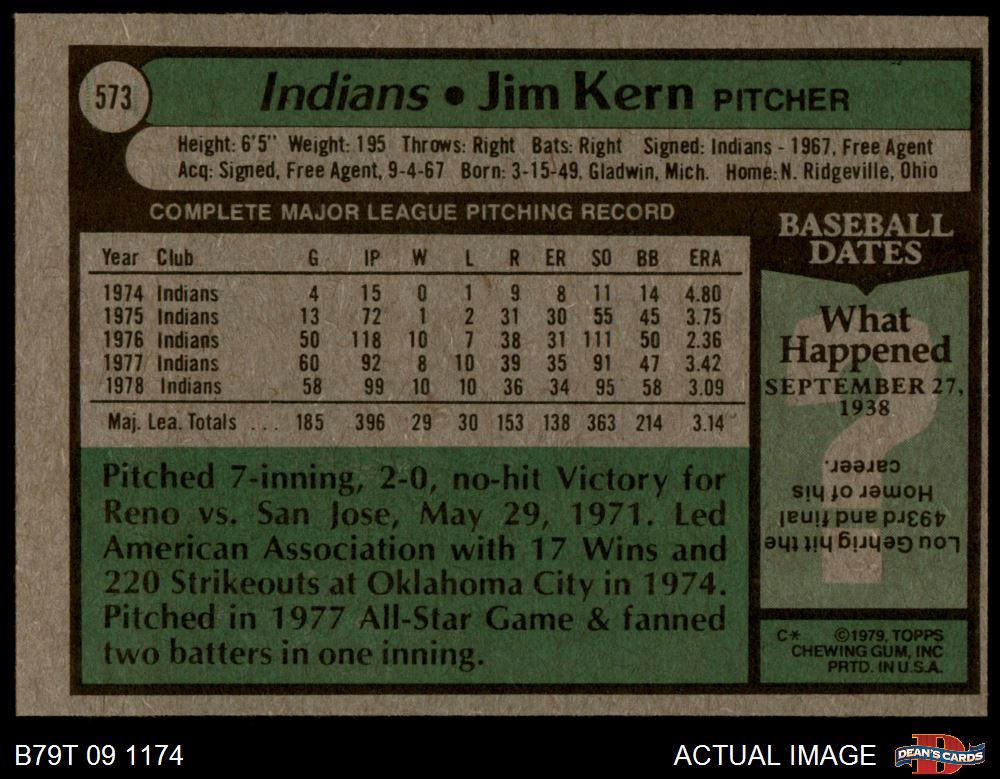 573
Indians • Jim Kern PITCHER
Height: 6'5" Weight: 195 Throws: Right Bats: Right Signed: Indians - 1967, Free Agent
Acq: Signed, Free Agent, 9-4-67 Born: 3-15-49, Gladwin, Mich. Home: N. Ridgeville, Ohio
COMPLETE MAJOR LEAGUE PITCHING RECORD
Year Club G IP W L R ER SO BB ERA
1974 Indians 4 15 0 1 9 8 11 14 4.80
1975 Indians 13 72 1 2 31 30 55 45 3.75
1976 Indians 50 118 10 7 38 31 111 50 2.36
1977 Indians 60 92 8 10 39 35 91 47 3.42
1978 Indians 58 99 10 10 36 34 95 58 3.09
Maj. Lea. Totals ... 185 396 29 30 153 138 363 214 3.14
Pitched 7-inning, 2-0, no-hit Victory for
Reno vs. San Jose, May 29, 1971. Led
American Association with 17 Wins and
220 Strikeouts at Oklahoma City in 1974.
Pitched in 1977 All-Star Game & fanned
two batters in one inning.
BASEBALL
DATES
What
Happened
SEPTEMBER 27,
1938
Lou Gehrig hit the
493rd and final
Homer of his
career.
C* ©1979, TOPPS
CHEWING GUM, INC
PRTD. IN U.S.A.
B79T 09 1174
ACTUAL IMAGE
DEAN'S CARDS